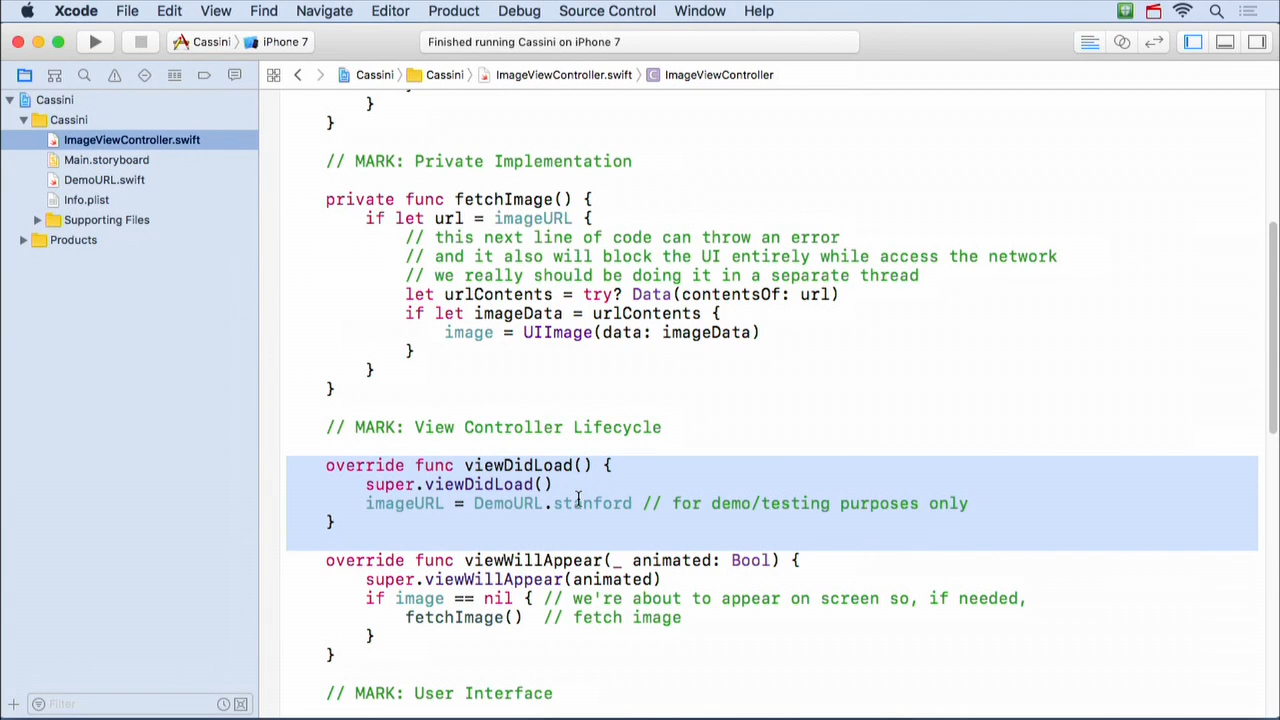 Xcode File Edit View Find Navigate Editor Product Debug Source Control Window Help
Cassini iPhone 7 Finished running Cassini on iPhone 7
Cassini Cassini ImageViewController.swift ImageViewController
Cassini
Cassini
ImageViewController.swift
Main.storyboard
DemoURL.swift
Info.plist
Supporting Files
Products
Filter
}
}
// MARK: Private Implementation
private func fetchImage() {
if let url = imageURL {
// this next line of code can throw an error
// and it also will block the UI entirely while access the network
// we really should be doing it in a separate thread
let urlContents = try? Data(contentsOf: url)
if let imageData = urlContents {
image = UIImage(data: imageData)
}
}
}
// MARK: View Controller Lifecycle
override func viewDidLoad() {
super.viewDidLoad()
imageURL = DemoURL.stanford // for demo/testing purposes only
}
override func viewWillAppear(_ animated: Bool) {
super.viewWillAppear(animated)
if image == nil { // we're about to appear on screen so, if needed,
fetchImage() // fetch image
}
}
// MARK: User Interface